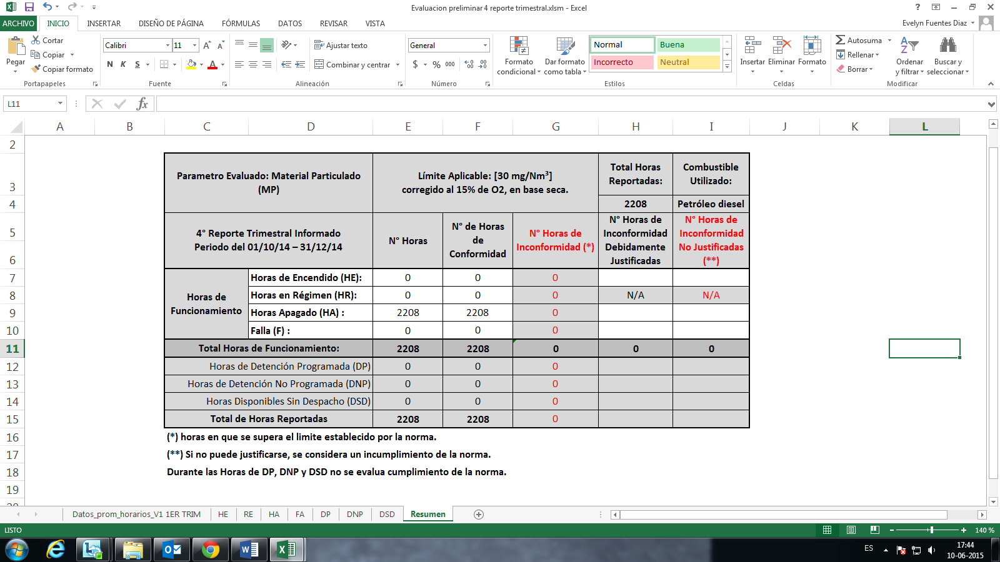 Evaluacion preliminar 4 reporte trimestral.xlsm - Excel
ARCHIVO INICIO INSERTAR DISEÑO DE PÁGINA FÓRMULAS DATOS REVISAR VISTA Evelyn Fuentes Diaz
Pegar
Cortar
Copiar
Copiar formato
Portapapeles
Calibri 11
N K S
Fuente
Ajustar texto
Combinar y centrar
Alineación
General
$ % 000
Número
Formato condicional
Dar formato como tabla
Normal Buena
Incorrecto Neutral
Estilos
Insertar Eliminar Formato
Celdas
Autosuma
Rellenar
Borrar
Ordenar y filtrar
Buscar y seleccionar
Modificar
L11 fx
A B C D E F G H I J K L
2
3
4
5
6
7
8
9
10
11
12
13
14
15
16
17
18
19
20
Parametro Evaluado: Material Particulado
(MP)
Límite Aplicable: [30 mg/Nm³]
corregido al 15% de O2, en base seca.
Total Horas
Reportadas:
Combustible
Utilizado:
2208 Petróleo diesel
4° Reporte Trimestral Informado
Periodo del 01/10/14 – 31/12/14
N° Horas
N° de Horas
de
Conformidad
N° Horas de
Inconformidad (*)
N° Horas de
Inconformidad
Debidamente
Justificadas
N° Horas de
Inconformidad
No Justificadas
(**)
Horas de
Funcionamiento
Horas de Encendido (HE): 0 0 0
Horas en Régimen (HR): 0 0 0 N/A N/A
Horas Apagado (HA) : 2208 2208 0
Falla (F) : 0 0 0
Total Horas de Funcionamiento: 2208 2208 0 0 0
Horas de Detención Programada (DP) 0 0 0
Horas de Detención No Programada (DNP) 0 0 0
Horas Disponibles Sin Despacho (DSD) 0 0 0
Total de Horas Reportadas 2208 2208 0
(*) horas en que se supera el limite establecido por la norma.
(**) Si no puede justificarse, se considera un incumplimiento de la norma.
Durante las Horas de DP, DNP y DSD no se evalua cumplimiento de la norma.
Datos_prom_horarios_V1 1ER TRIM HE RE HA FA DP DNP DSD Resumen
LISTO 140 %
ES 17:44
10-06-2015